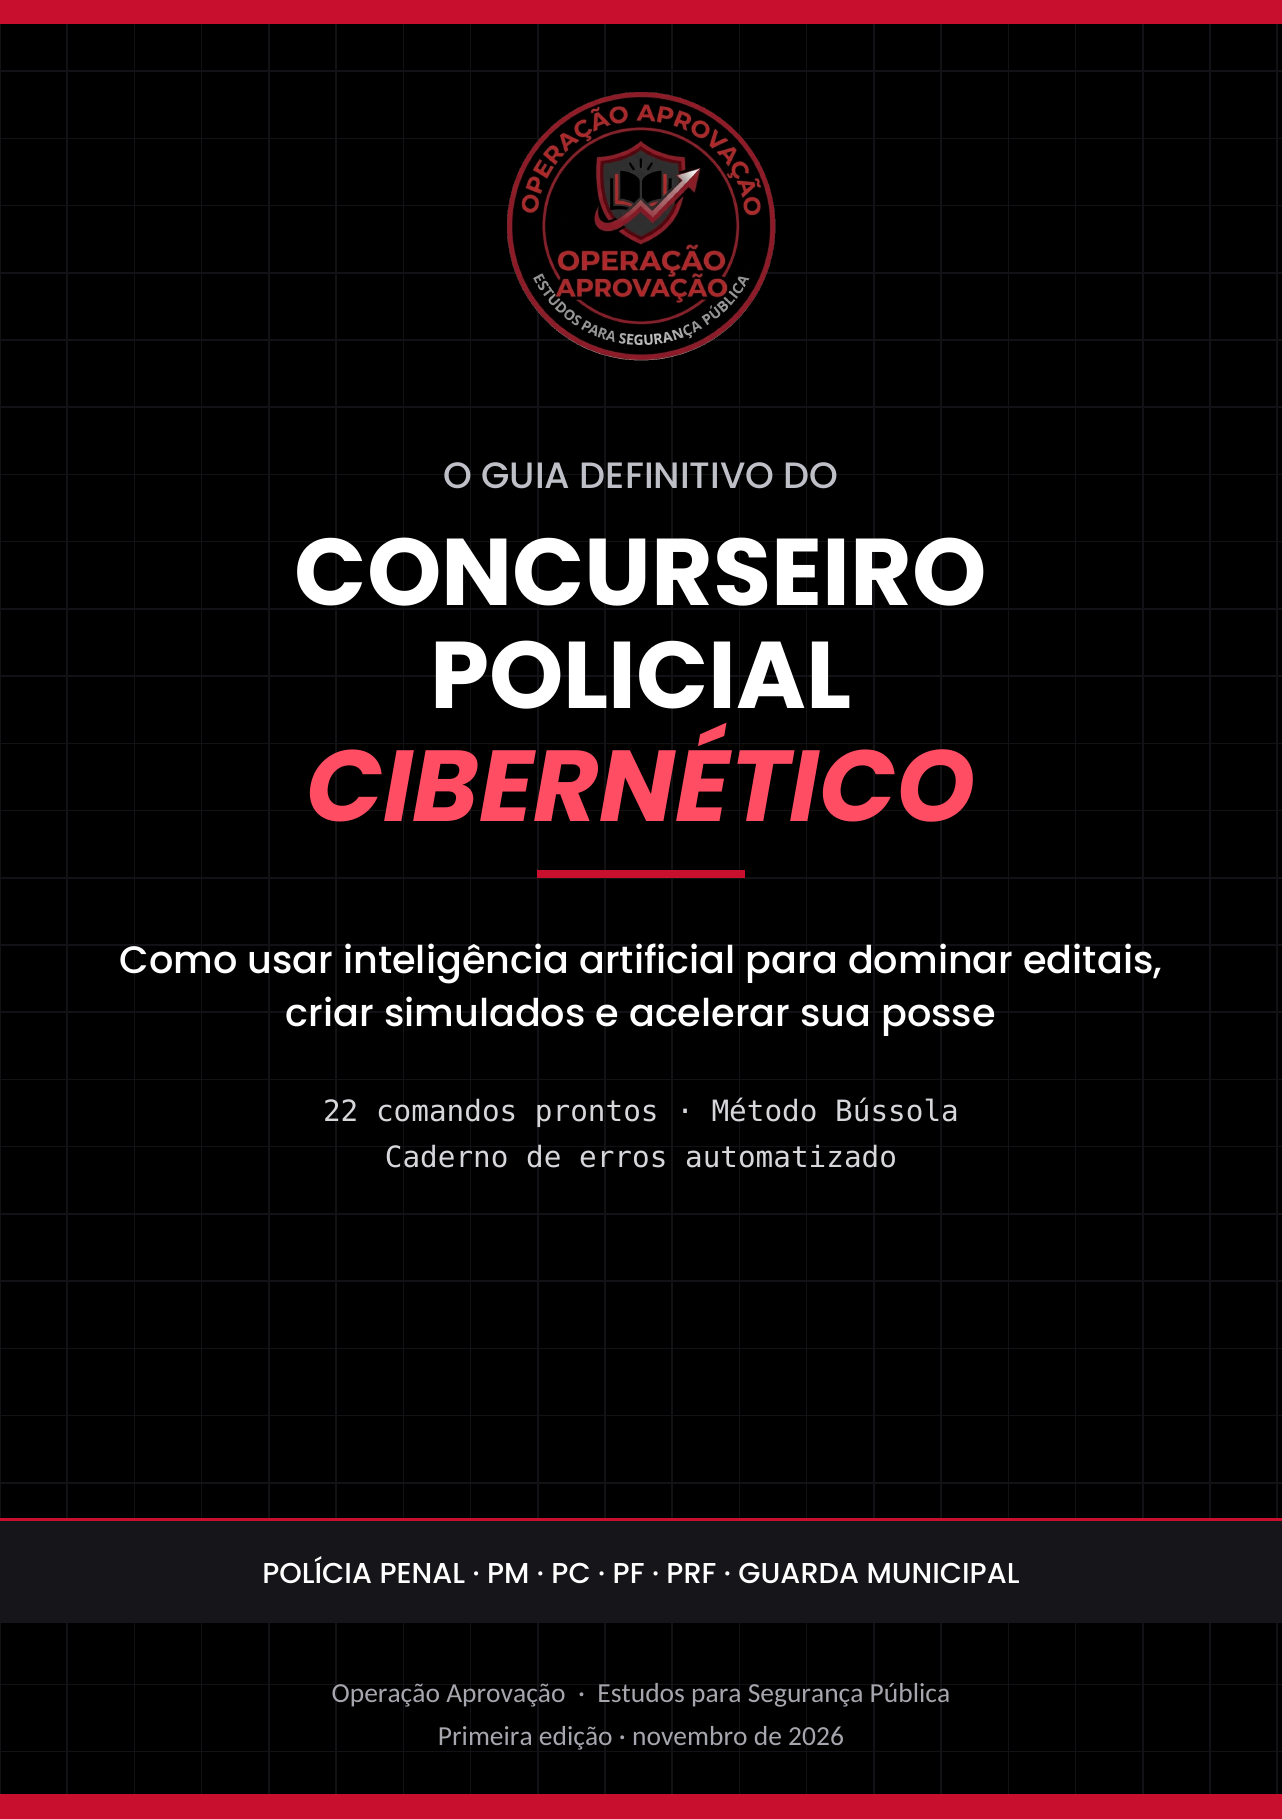 OPERAÇÃO APROVAÇÃO
OPERAÇÃO
APROVAÇÃO
ESTUDOS PARA SEGURANÇA PÚBLICA
O GUIA DEFINITIVO DO
CONCURSEIRO
POLICIAL
CIBERNÉTICO
Como usar inteligência artificial para dominar editais,
criar simulados e acelerar sua posse
22 comandos prontos · Método Bússola
Caderno de erros automatizado
POLÍCIA PENAL · PM · PC · PF · PRF · GUARDA MUNICIPAL
Operação Aprovação · Estudos para Segurança Pública
Primeira edição · novembro de 2026